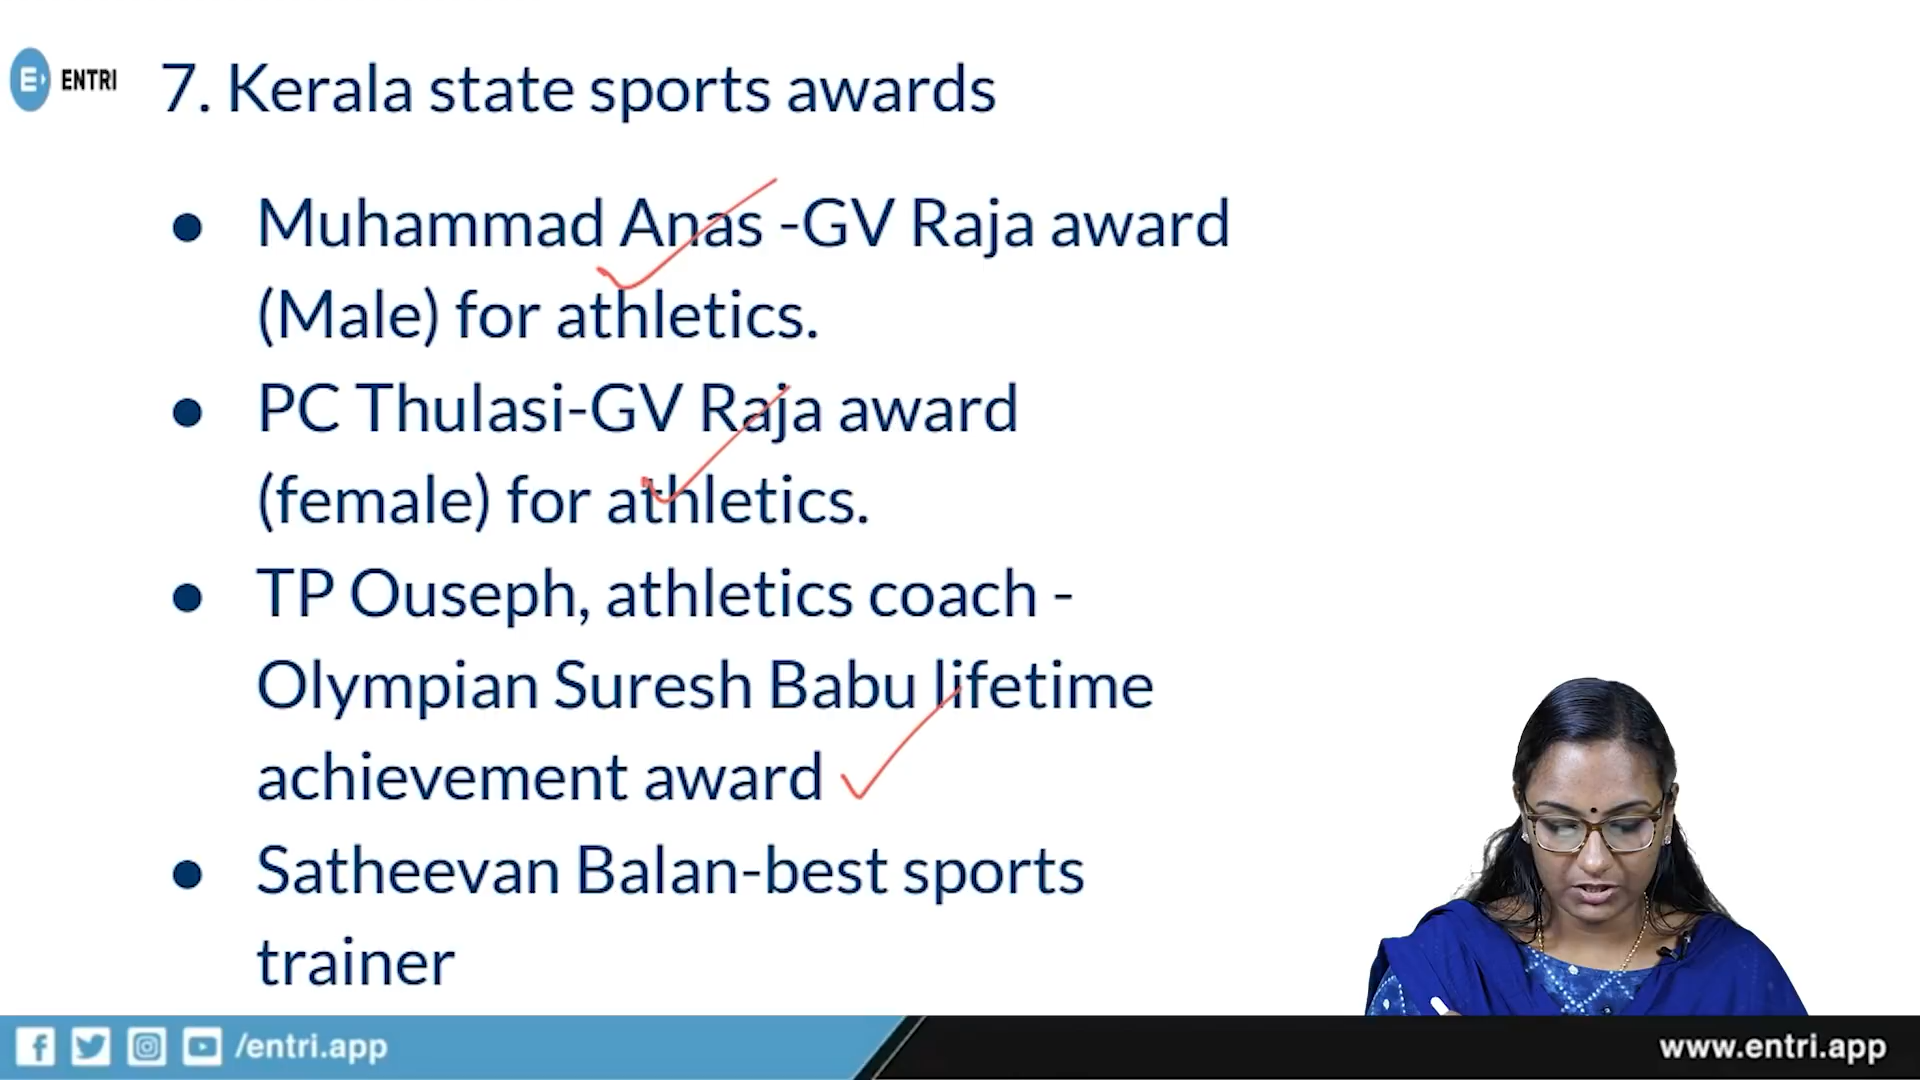 E
ENTRI
7. Kerala state sports awards
● Muhammad Anas -GV Raja award
(Male) for athletics.
● PC Thulasi-GV Raja award
(female) for athletics.
● TP Ouseph, athletics coach -
Olympian Suresh Babu lifetime
achievement award
● Satheevan Balan-best sports
trainer
/entri.app
www.entri.app